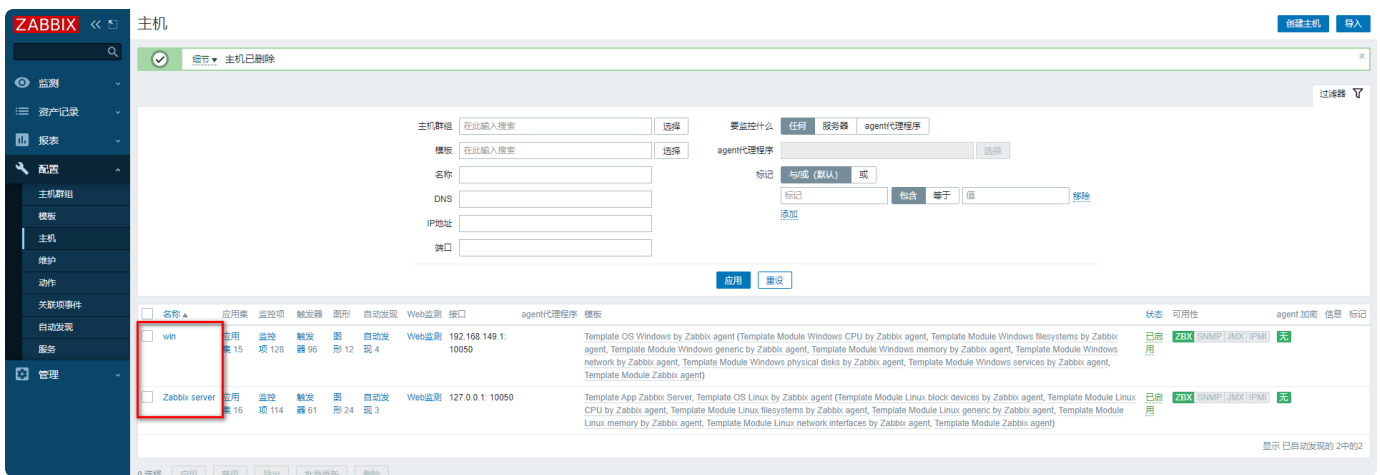 ZABBIX
主机
创建主机 导入
细节 主机已删除
监测
资产记录
报表
配置
主机群组
模板
主机
维护
动作
关联项事件
自动发现
服务
管理
过滤器
主机群组 在此输入搜索 选择
模板 在此输入搜索 选择
名称
DNS
IP地址
端口
要监控什么 任何 服务器 agent代理程序
agent代理程序 选择
标记 与/或 (默认) 或
标记 包含 等于 值 移除
添加
应用 重设
名称 应用集 监控项 触发器 图形 自动发现 Web监测 接口 agent代理程序 模板 状态 可用性 agent 加密 信息 标记
win 应用集 15 监控项 128 触发器 96 图形 12 自动发现 4 Web监测 192.168.149.1: 10050
Template OS Windows by Zabbix agent (Template Module Windows CPU by Zabbix agent, Template Module Windows filesystems by Zabbix
agent, Template Module Windows generic by Zabbix agent, Template Module Windows memory by Zabbix agent, Template Module Windows
network by Zabbix agent, Template Module Windows physical disks by Zabbix agent, Template Module Windows services by Zabbix agent,
Template Module Zabbix agent)
已启用 ZBX SNMP JMX IPMI 无
Zabbix server 应用集 16 监控项 114 触发器 61 图形 24 自动发现 3 Web监测 127.0.0.1: 10050
Template App Zabbix Server, Template OS Linux by Zabbix agent (Template Module Linux block devices by Zabbix agent, Template Module Linux
CPU by Zabbix agent, Template Module Linux filesystems by Zabbix agent, Template Module Linux generic by Zabbix agent, Template Module
Linux memory by Zabbix agent, Template Module Linux network interfaces by Zabbix agent, Template Module Zabbix agent)
已启用 ZBX SNMP JMX IPMI 无
显示 已自动发现的 2中的2
0 选择 启用 禁用 导出 批量更新 删除